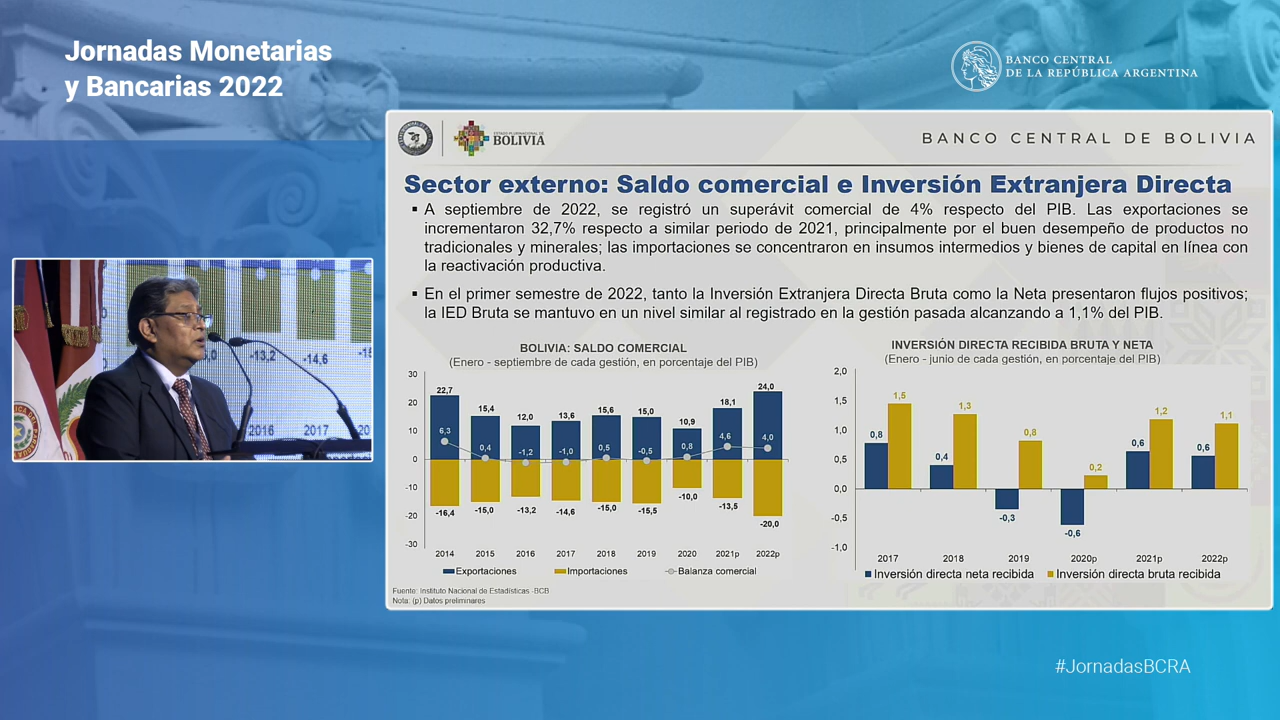 Jornadas Monetarias
y Bancarias 2022
BANCO CENTRAL
DE LA REPÚBLICA ARGENTINA
ESTADO PLURINACIONAL DE
BOLIVIA
BANCO CENTRAL DE BOLIVIA
Sector externo: Saldo comercial e Inversión Extranjera Directa
▪ A septiembre de 2022, se registró un superávit comercial de 4% respecto del PIB. Las exportaciones se
incrementaron 32,7% respecto a similar periodo de 2021, principalmente por el buen desempeño de productos no
tradicionales y minerales; las importaciones se concentraron en insumos intermedios y bienes de capital en línea con
la reactivación productiva.
▪ En el primer semestre de 2022, tanto la Inversión Extranjera Directa Bruta como la Neta presentaron flujos positivos;
la IED Bruta se mantuvo en un nivel similar al registrado en la gestión pasada alcanzando a 1,1% del PIB.
BOLIVIA: SALDO COMERCIAL
(Enero - septiembre de cada gestión, en porcentaje del PIB)
30
20
10
0
-10
-20
-30
22,7 15,4 12,0 13,6 15,6 15,0 10,9 18,1 24,0
6,3 0,4 -1,2 -1,0 0,5 -0,5 0,8 4,6 4,0
-16,4 -15,0 -13,2 -14,6 -15,0 -15,5 -10,0 -13,5 -20,0
2014 2015 2016 2017 2018 2019 2020 2021p 2022p
Exportaciones Importaciones Balanza comercial
Fuente: Instituto Nacional de Estadísticas -BCB
Nota: (p) Datos preliminares
INVERSIÓN DIRECTA RECIBIDA BRUTA Y NETA
(Enero - junio de cada gestión, en porcentaje del PIB)
2,0
1,5
1,0
0,5
0,0
-0,5
-1,0
0,8 1,5 0,4 1,3 -0,3 0,8 -0,6 0,2 0,6 1,2 0,6 1,1
2017 2018 2019 2020p 2021p 2022p
Inversión directa neta recibida Inversión directa bruta recibida
-13,2 -14,6
2016 2017
#JornadasBCRA